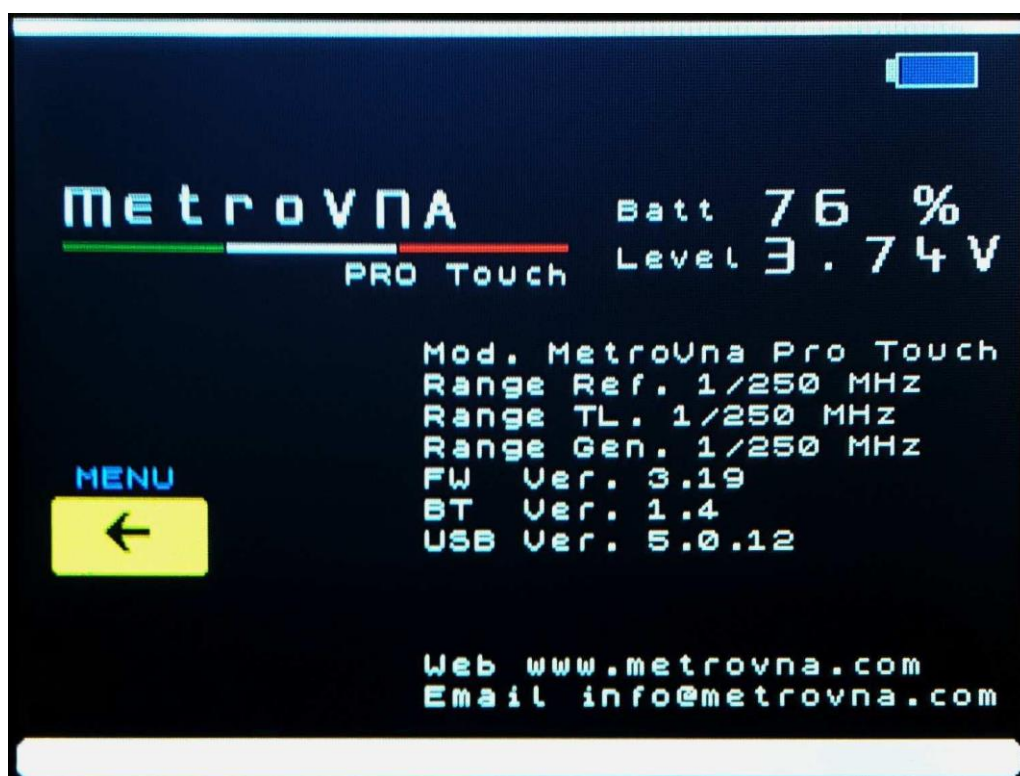 MetroVNA
Batt 76 %
Level 3.74V
PRO Touch
Mod. MetroVna Pro Touch
Range Ref. 1/250 MHz
Range TL. 1/250 MHz
Range Gen. 1/250 MHz
MENU
FW Ver. 3.19
BT Ver. 1.4
USB Ver. 5.0.12
Web www.metrovna.com
Email info@metrovna.com